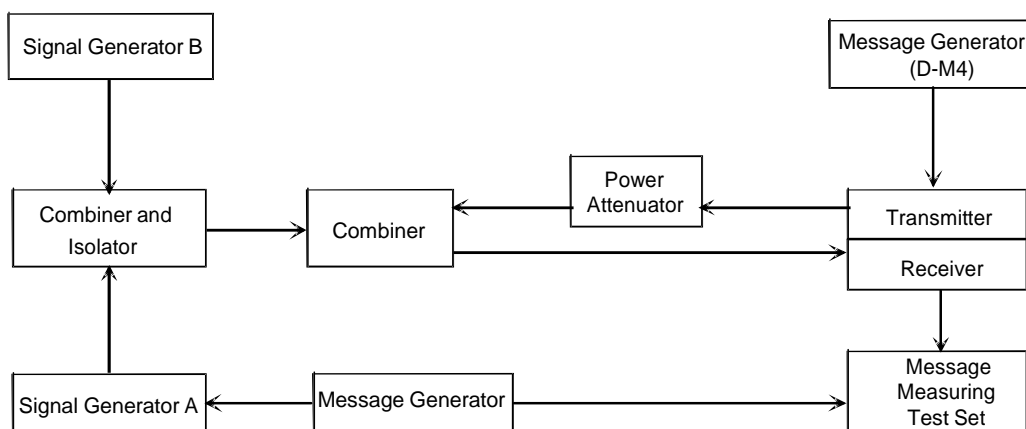 Signal Generator B
Message Generator
(D-M4)
Combiner and
Isolator
Combiner
Power
Attenuator
Transmitter
Receiver
Signal Generator A
Message Generator
Message
Measuring
Test Set